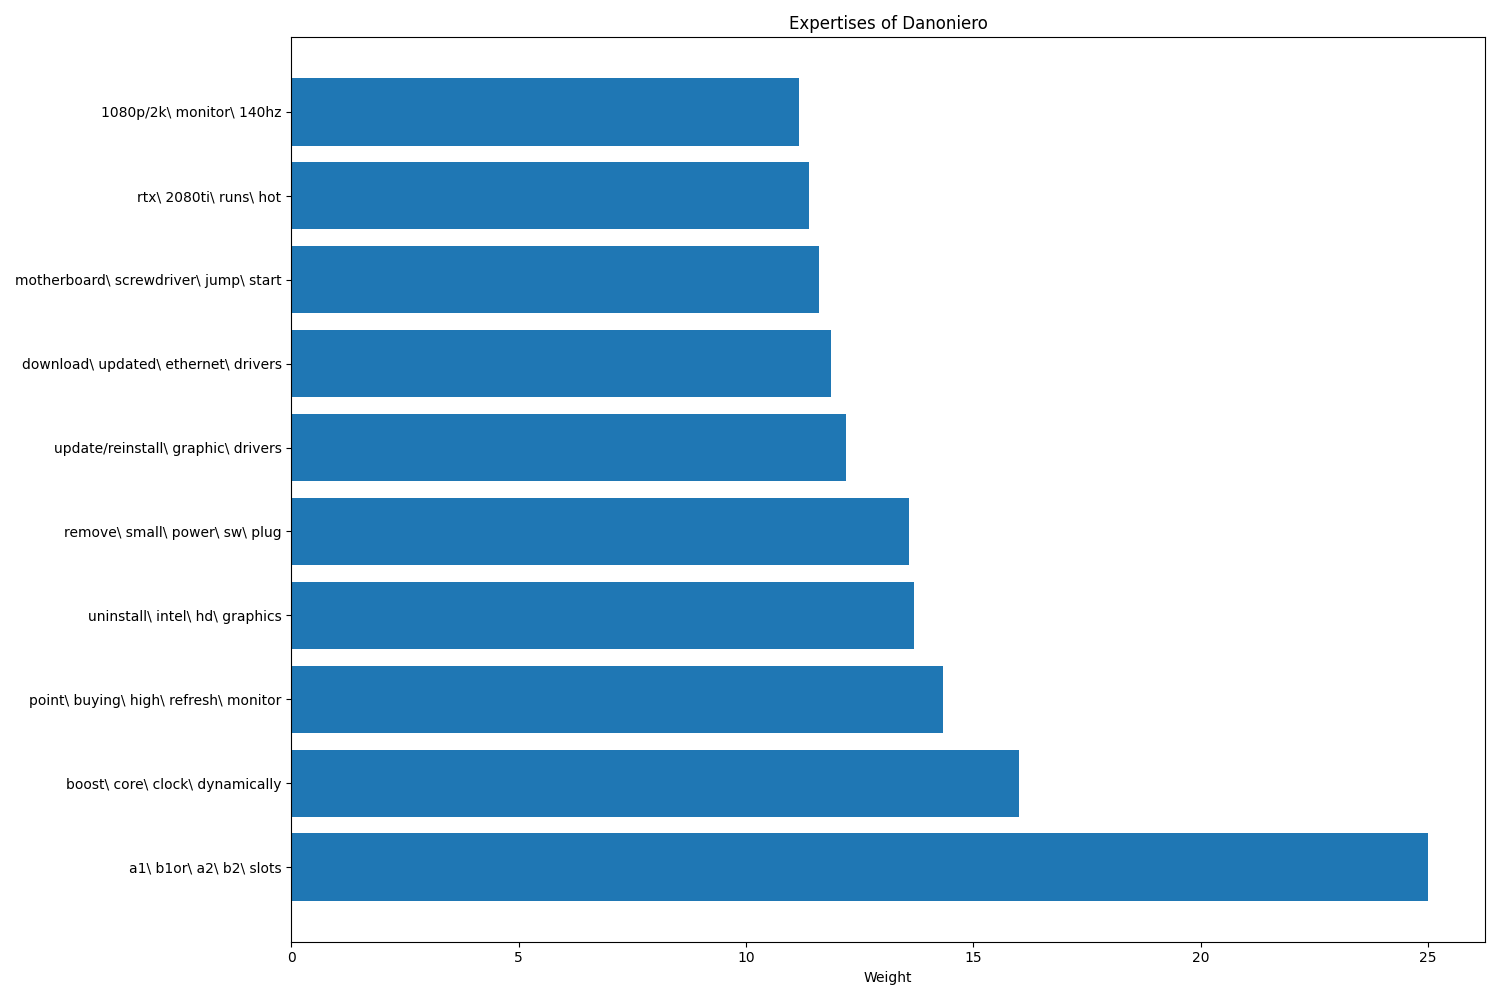 Expertises of Danoniero
1080p/2k\ monitor\ 140hz
rtx\ 2080ti\ runs\ hot
motherboard\ screwdriver\ jump\ start
download\ updated\ ethernet\ drivers
update/reinstall\ graphic\ drivers
remove\ small\ power\ sw\ plug
uninstall\ intel\ hd\ graphics
point\ buying\ high\ refresh\ monitor
boost\ core\ clock\ dynamically
a1\ b1or\ a2\ b2\ slots
0 5 10 15 20 25
Weight